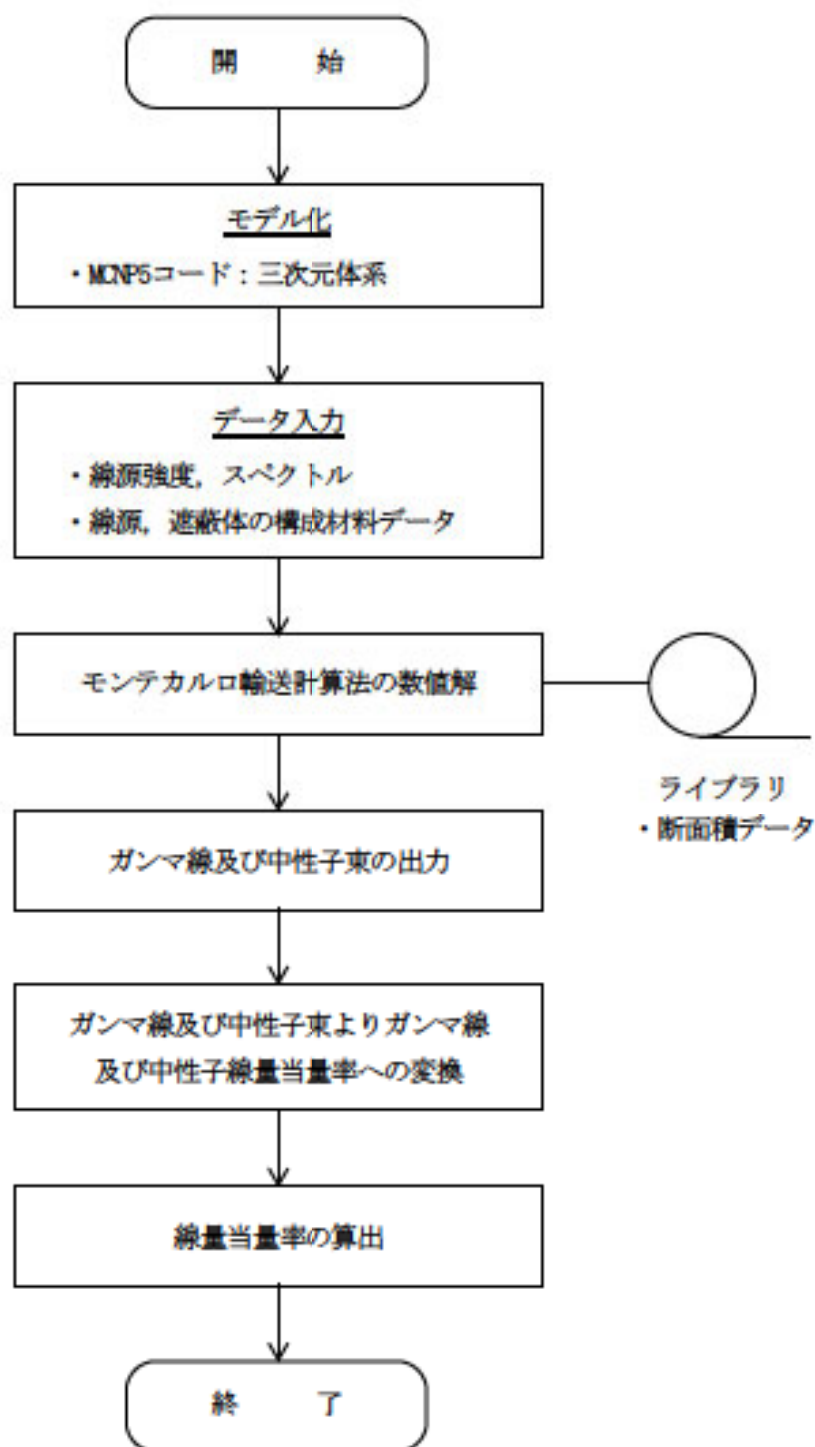 開　　始
モデル化
・MCNP5コード：三次元体系
データ入力
・線源強度，スペクトル
・線源，遮蔽体の構成材料データ
モンテカルロ輸送計算法の数値解
ライブラリ
・断面積データ
ガンマ線及び中性子束の出力
ガンマ線及び中性子束よりガンマ線
及び中性子線量当量率への変換
線量当量率の算出
終　　了